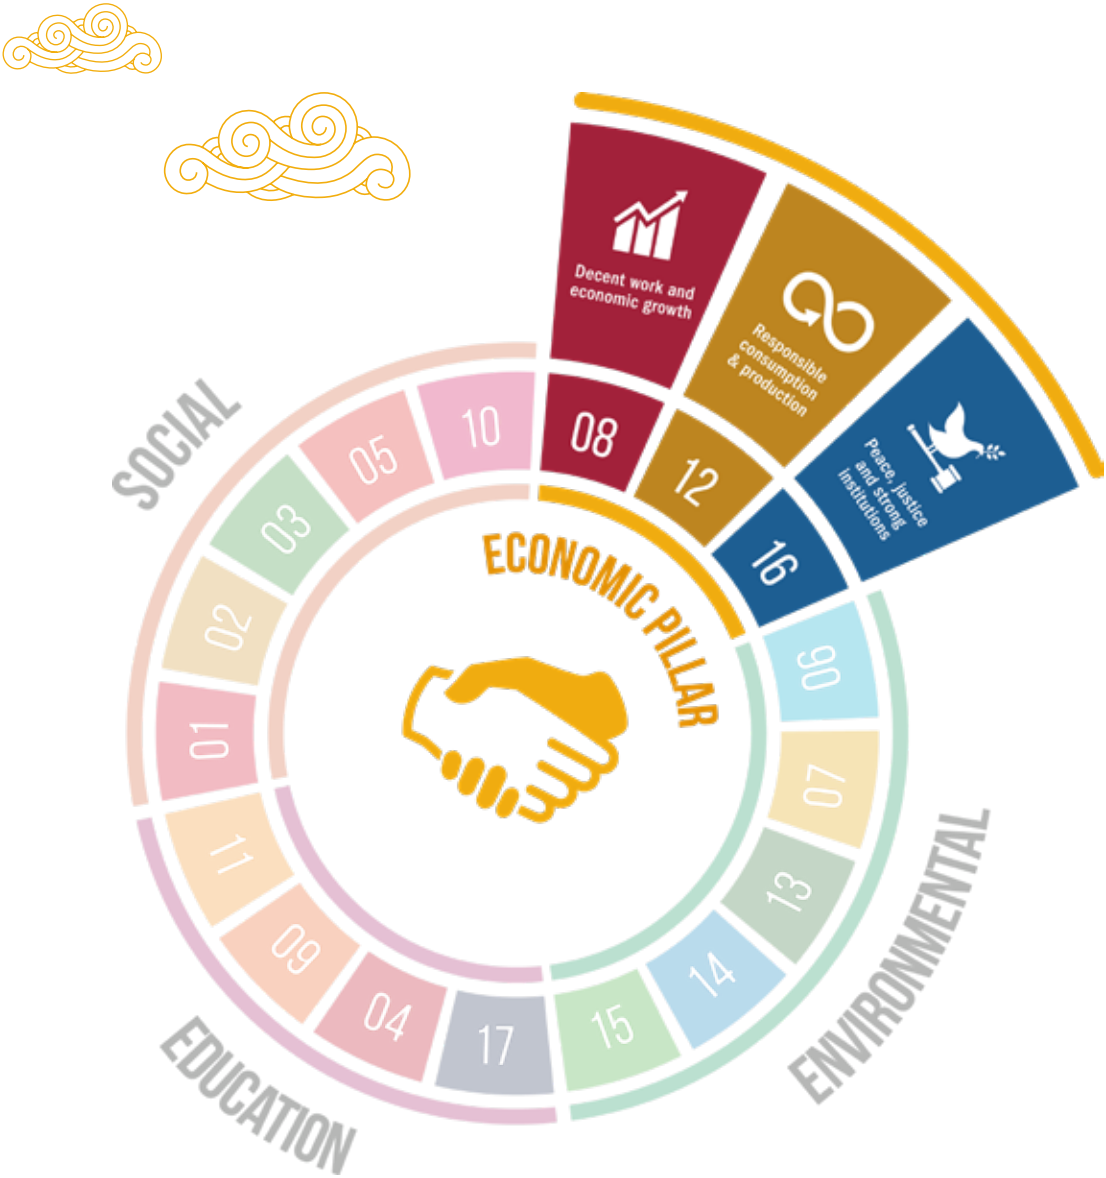 Decent work and
economic growth
Responsible
consumption
& production
Peace, justice
and strong
institutions
08
12
16
06
07
13
14
15
17
04
09
11
01
02
03
05
10
ECONOMIC PILLAR
SOCIAL
ENVIRONMENTAL
EDUCATION